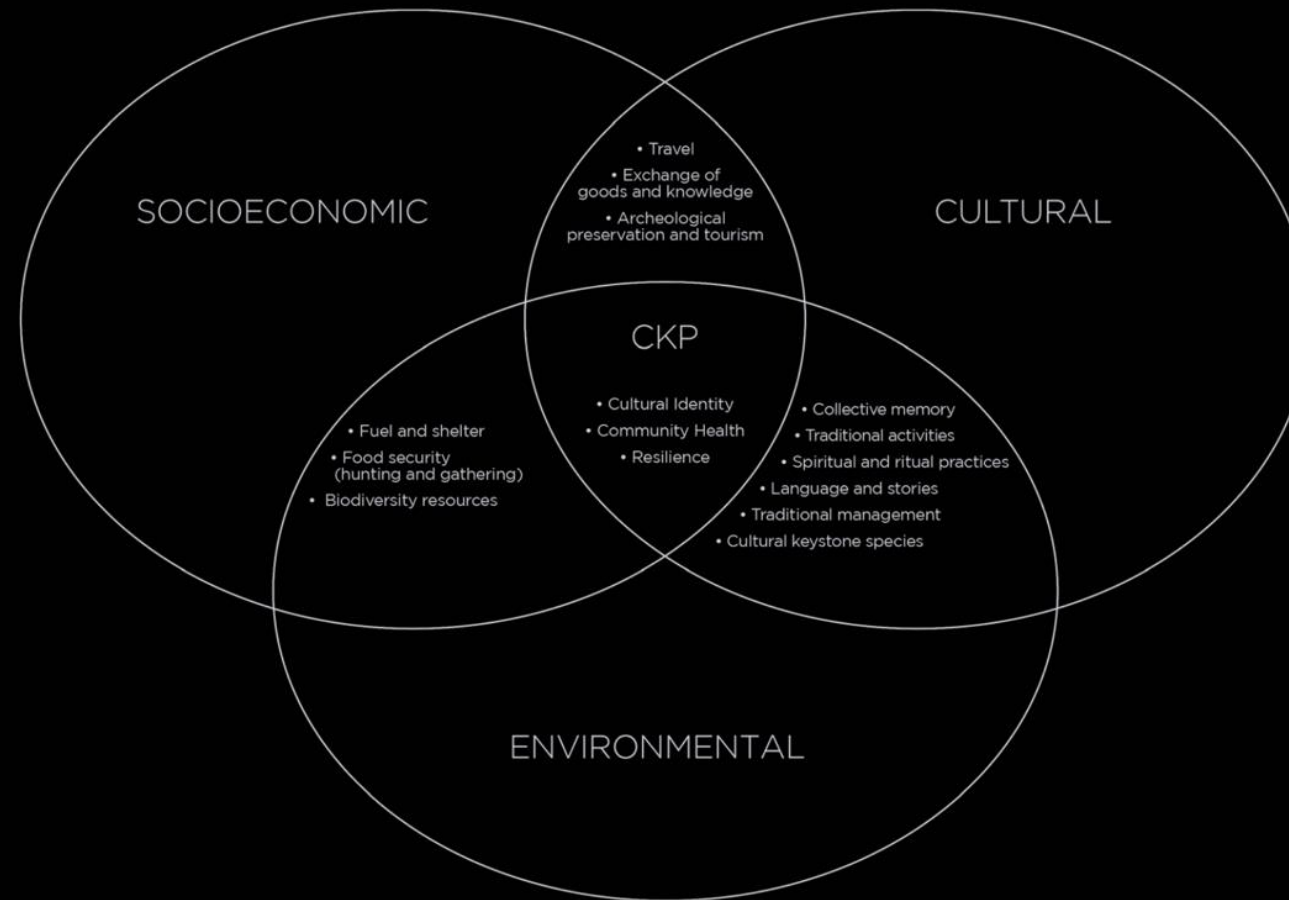 SOCIOECONOMIC
CULTURAL
• Travel
• Exchange of
goods and knowledge
• Archeological
preservation and tourism
CKP
• Cultural Identity
• Community Health
• Resilience
• Fuel and shelter
• Food security
(hunting and gathering)
• Biodiversity resources
• Collective memory
• Traditional activities
• Spiritual and ritual practices
• Language and stories
• Traditional management
• Cultural keystone species
ENVIRONMENTAL